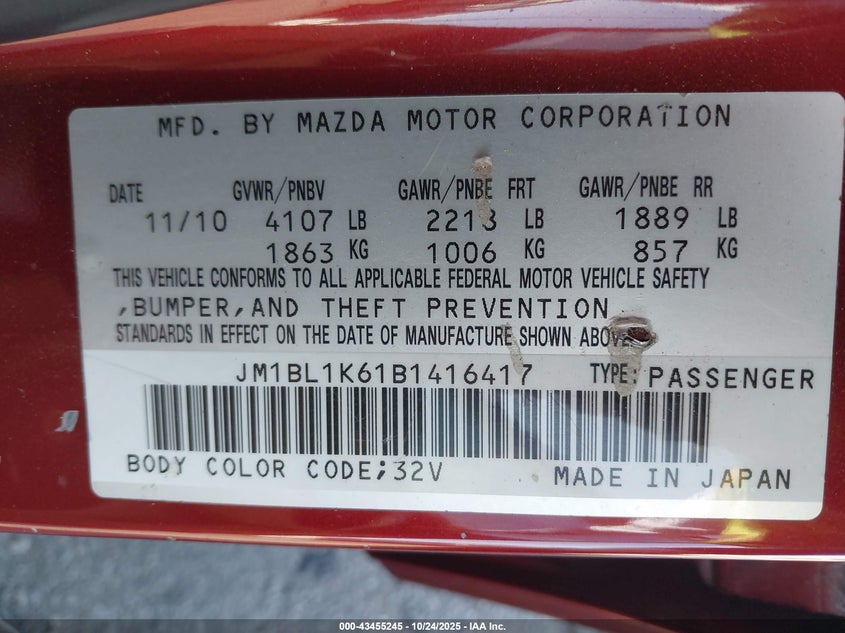 MFD. BY MAZDA MOTOR CORPORATION
DATE GVWR/PNBV GAWR/PNBE FRT GAWR/PNBE RR
11/10 4107 LB 2218 LB 1889 LB
1863 KG 1006 KG 857 KG
THIS VEHICLE CONFORMS TO ALL APPLICABLE FEDERAL MOTOR VEHICLE SAFETY
,BUMPER,AND THEFT PREVENTION
STANDARDS IN EFFECT ON THE DATE OF MANUFACTURE SHOWN ABOVE.
JM1BL1K61B1416417 TYPE: PASSENGER
BODY COLOR CODE;32V MADE IN JAPAN
000-43455245 - 10/24/2025 - IAA Inc.